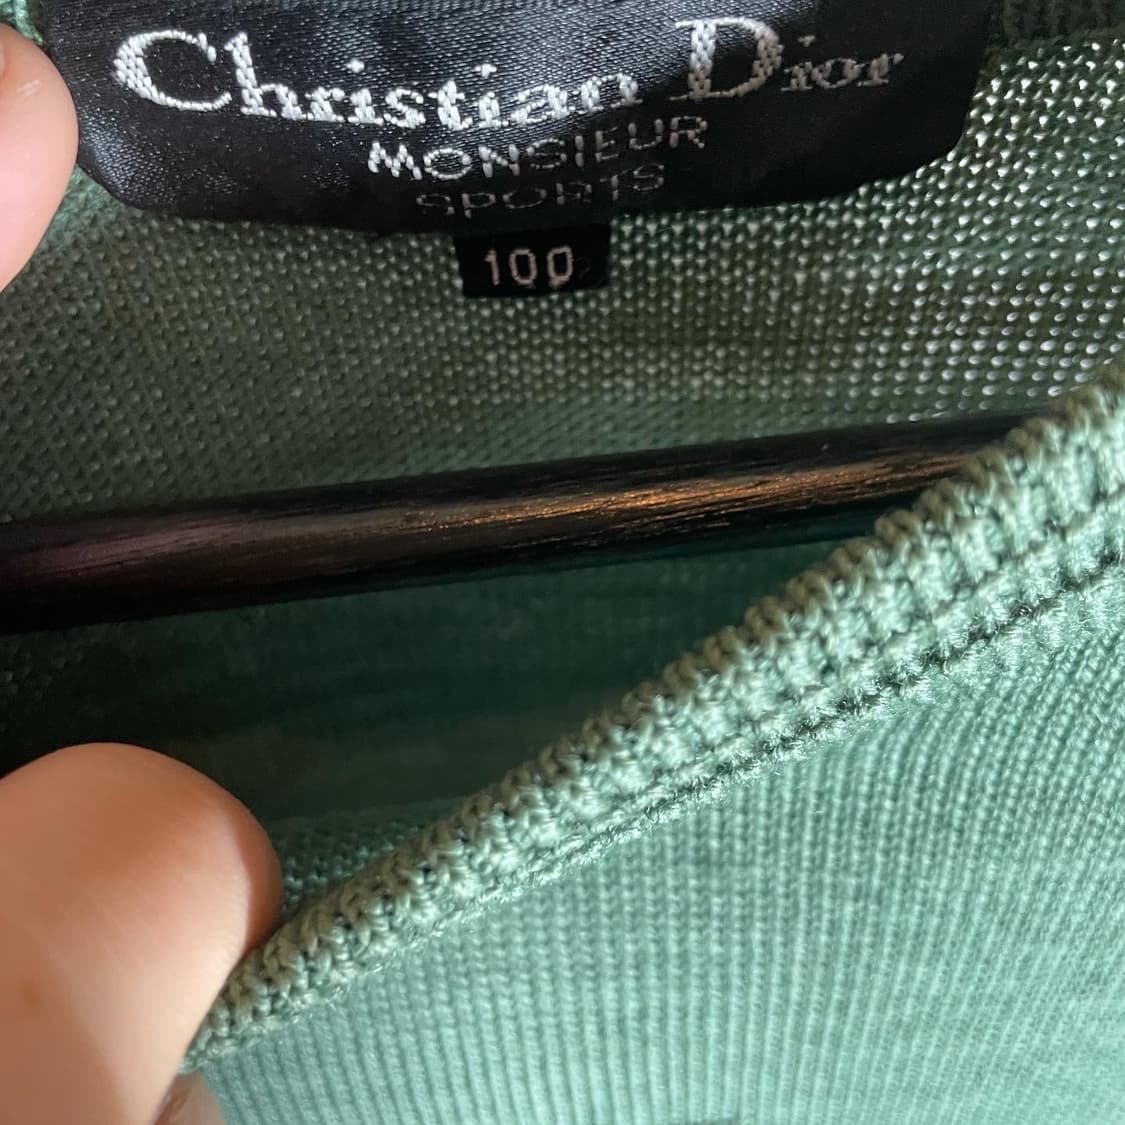 Christian Dior
MONSIEUR
SPORTS
100